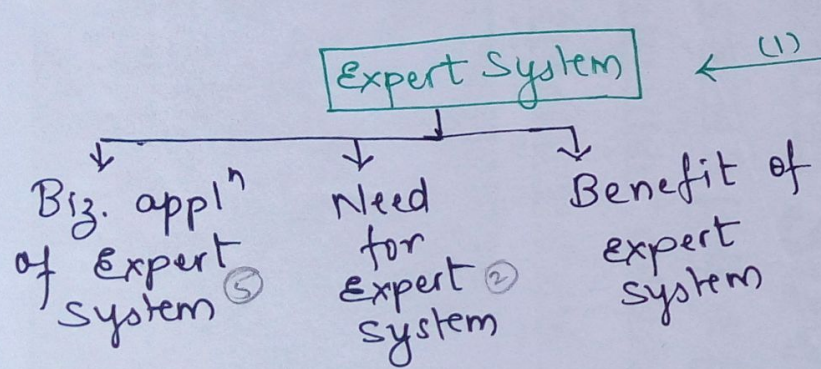 Expert System
(1)
Biz. applⁿ
of Expert
system ⑤
Need
for
Expert ②
system
Benefit of
expert
system